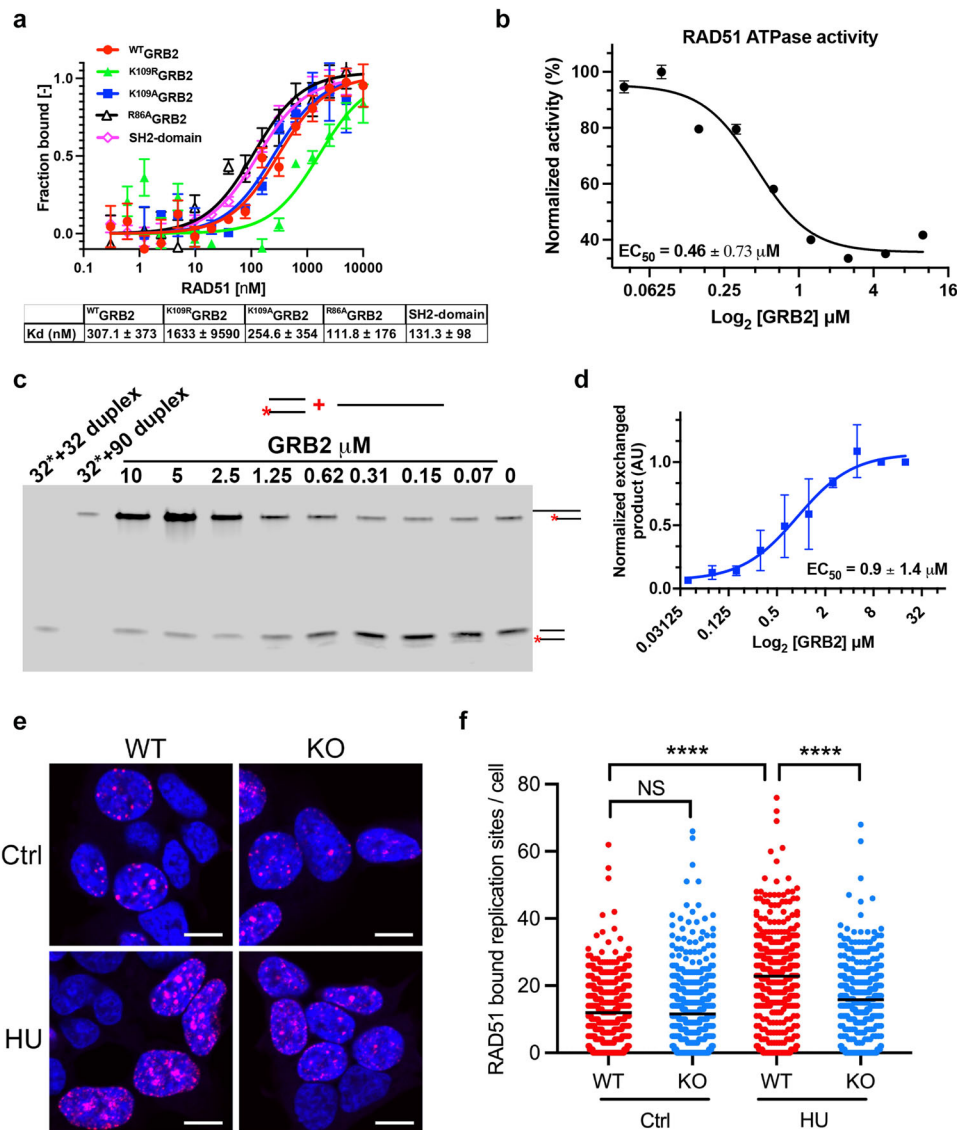 a
WTGRB2
K109RGRB2
K109AGRB2
R86AGRB2
SH2-domain
Fraction bound [-]
1.0
0.5
0.0
0.1 1 10 100 1000 10000
RAD51 [nM]
WTGRB2 K109RGRB2 K109AGRB2 R86AGRB2 SH2-domain
Kd (nM) 307.1 ± 373 1633 ± 9590 254.6 ± 354 111.8 ± 176 131.3 ± 98
b
RAD51 ATPase activity
Normalized activity (%)
100
80
60
40
EC50 = 0.46 ± 0.73 μM
0.0625 0.25 1 4 16
Log2 [GRB2] μM
c
32*+32 duplex
32*+90 duplex
* +
GRB2 μM
10 5 2.5 1.25 0.62 0.31 0.15 0.07 0
*
*
d
Normalized exchanged
product (AU)
1.0
0.5
0.0
EC50 = 0.9 ± 1.4 μM
0.03125 0.125 0.5 2 8 32
Log2 [GRB2] μM
e
WT KO
Ctrl
HU
f
RAD51 bound replication sites / cell
80
60
40
20
0
**** ****
NS
WT KO WT KO
Ctrl HU